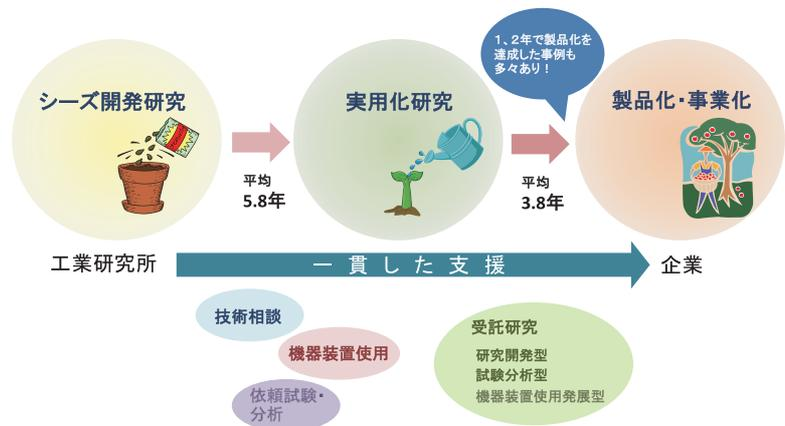 1、2年で製品化を
達成した事例も
多々あり！
シーズ開発研究
実用化研究
製品化・事業化
平均
5.8年
平均
3.8年
工業研究所
一貫した支援
企業
技術相談
機器装置使用
依頼試験・
分析
受託研究
研究開発型
試験分析型
機器装置使用発展型